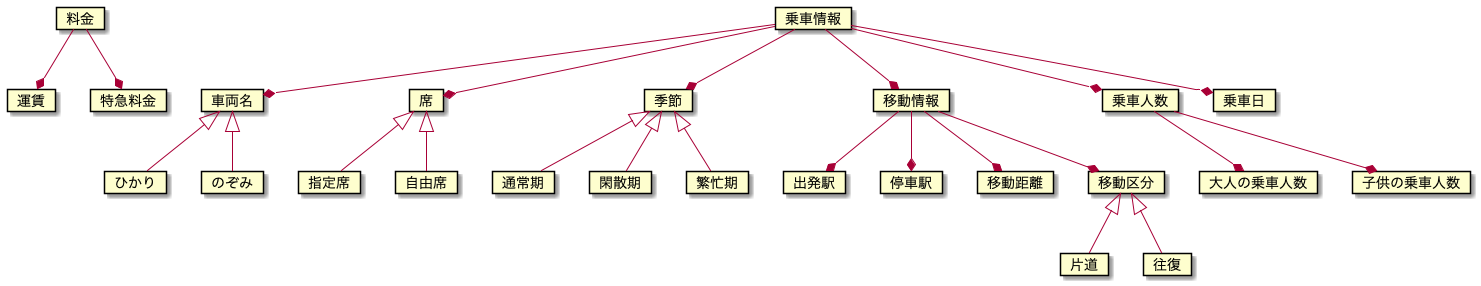 料金
乗車情報
運賃
特急料金
車両名
席
季節
移動情報
乗車人数
乗車日
ひかり
のぞみ
指定席
自由席
通常期
閑散期
繁忙期
出発駅
停車駅
移動距離
移動区分
大人の乗車人数
子供の乗車人数
片道
往復